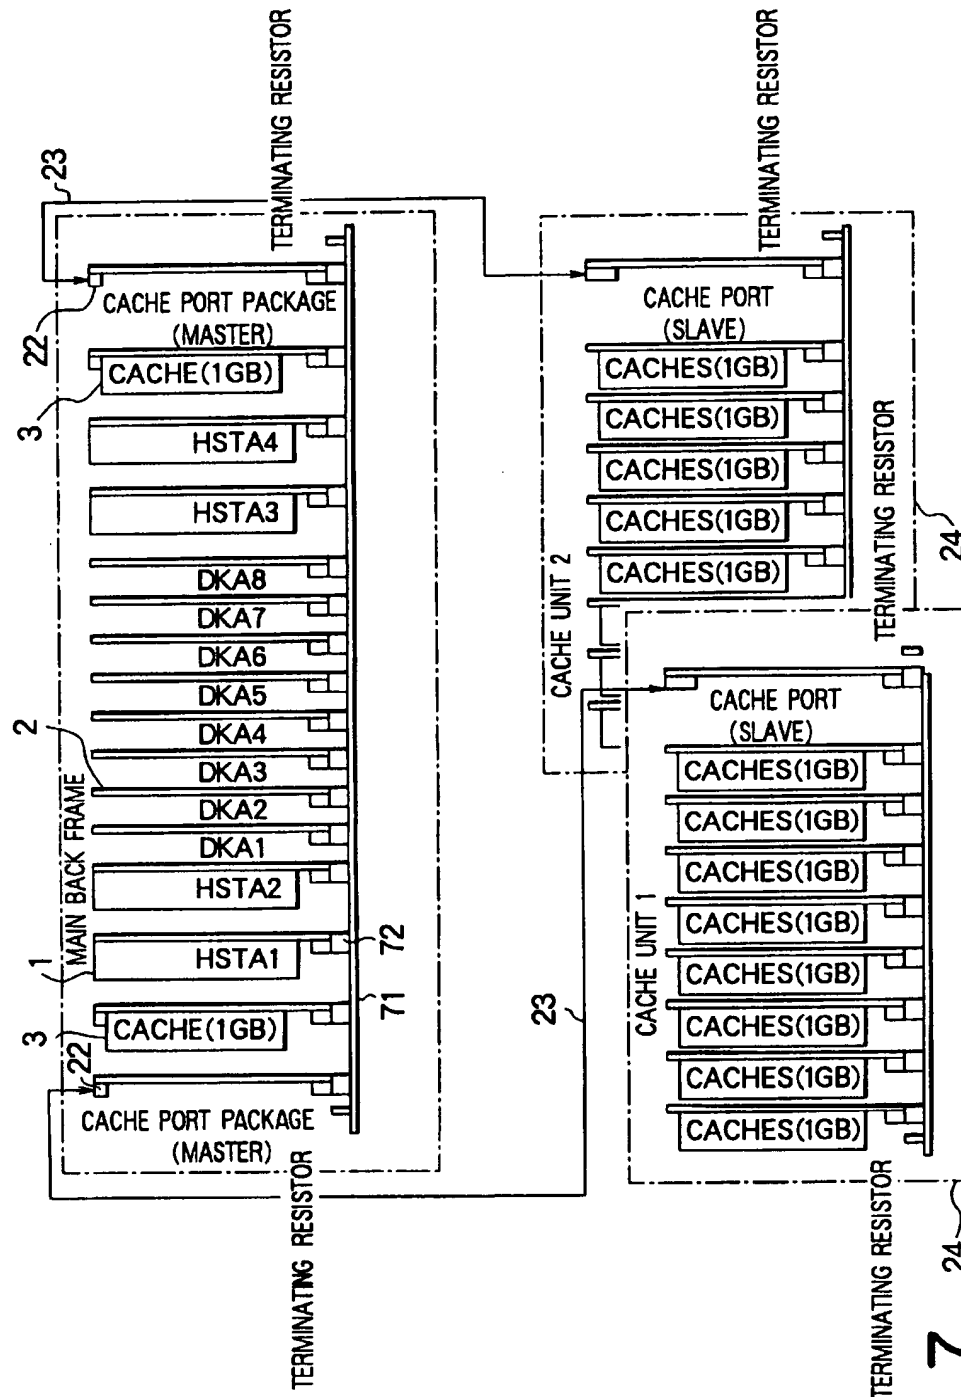 23
TERMINATING RESISTOR
22
CACHE PORT PACKAGE
(MASTER)
3
CACHE(1GB)
HSTA4
HSTA3
DKA8
DKA7
DKA6
DKA5
DKA4
2
DKA3
DKA2
DKA1
MAIN BACK FRAME
HSTA2
1
HSTA1
72
71
3
CACHE(1GB)
22
CACHE PORT PACKAGE
(MASTER)
TERMINATING RESISTOR
TERMINATING RESISTOR
CACHE PORT
(SLAVE)
CACHES(1GB)
CACHES(1GB)
CACHES(1GB)
CACHES(1GB)
CACHES(1GB)
CACHE UNIT 2
TERMINATING RESISTOR
24
CACHE PORT
(SLAVE)
CACHES(1GB)
CACHES(1GB)
CACHES(1GB)
CACHES(1GB)
CACHES(1GB)
CACHES(1GB)
CACHES(1GB)
CACHES(1GB)
CACHE UNIT 1
23
TERMINATING RESISTOR
24
7